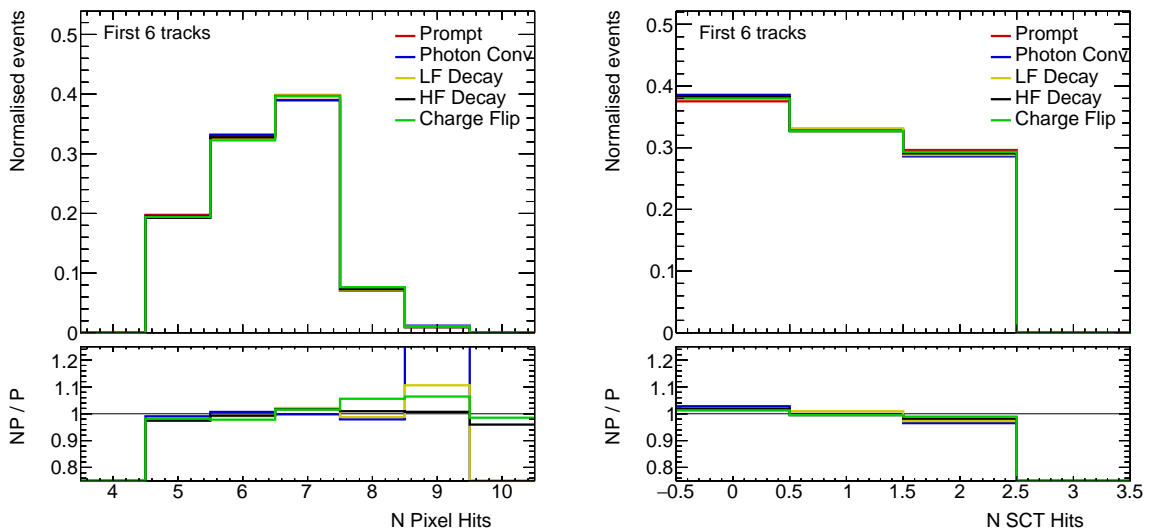 Normalised events
0.5
0.4
0.3
0.2
0.1
0
First 6 tracks
Prompt
Photon Conv
LF Decay
HF Decay
Charge Flip
NP / P
1.2
1.1
1
0.9
0.8
4 5 6 7 8 9 10
N Pixel Hits
Normalised events
0.5
0.4
0.3
0.2
0.1
0
First 6 tracks
Prompt
Photon Conv
LF Decay
HF Decay
Charge Flip
NP / P
1.2
1.1
1
0.9
0.8
−0.5 0 0.5 1 1.5 2 2.5 3 3.5
N SCT Hits